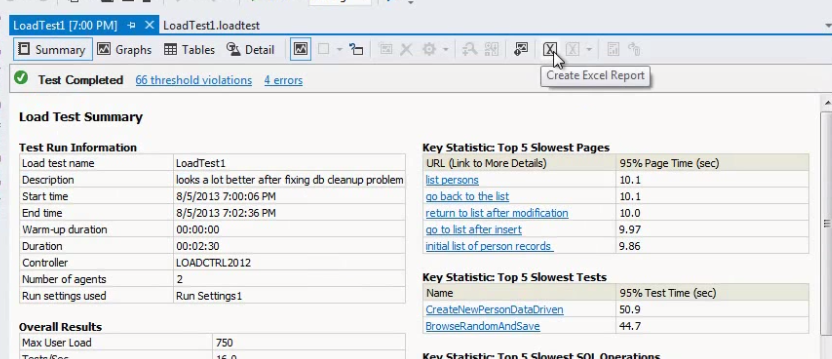 LoadTest1 [7:00 PM]
LoadTest1.loadtest
Summary Graphs Tables Detail
Create Excel Report
Test Completed 66 threshold violations 4 errors
Load Test Summary
Test Run Information
Load test name LoadTest1
Description looks a lot better after fixing db cleanup problem
Start time 8/5/2013 7:00:06 PM
End time 8/5/2013 7:02:36 PM
Warm-up duration 00:00:00
Duration 00:02:30
Controller LOADCTRL2012
Number of agents 2
Run settings used Run Settings1
Overall Results
Max User Load 750
Tests/Sec 16.0
Key Statistic: Top 5 Slowest Pages
URL (Link to More Details) 95% Page Time (sec)
list persons 10.1
go back to the list 10.1
return to list after modification 10.0
go to list after insert 9.97
initial list of person records 9.86
Key Statistic: Top 5 Slowest Tests
Name 95% Test Time (sec)
CreateNewPersonDataDriven 50.9
BrowseRandomAndSave 44.7
Key Statistic: Top 5 Slowest SQL Operations